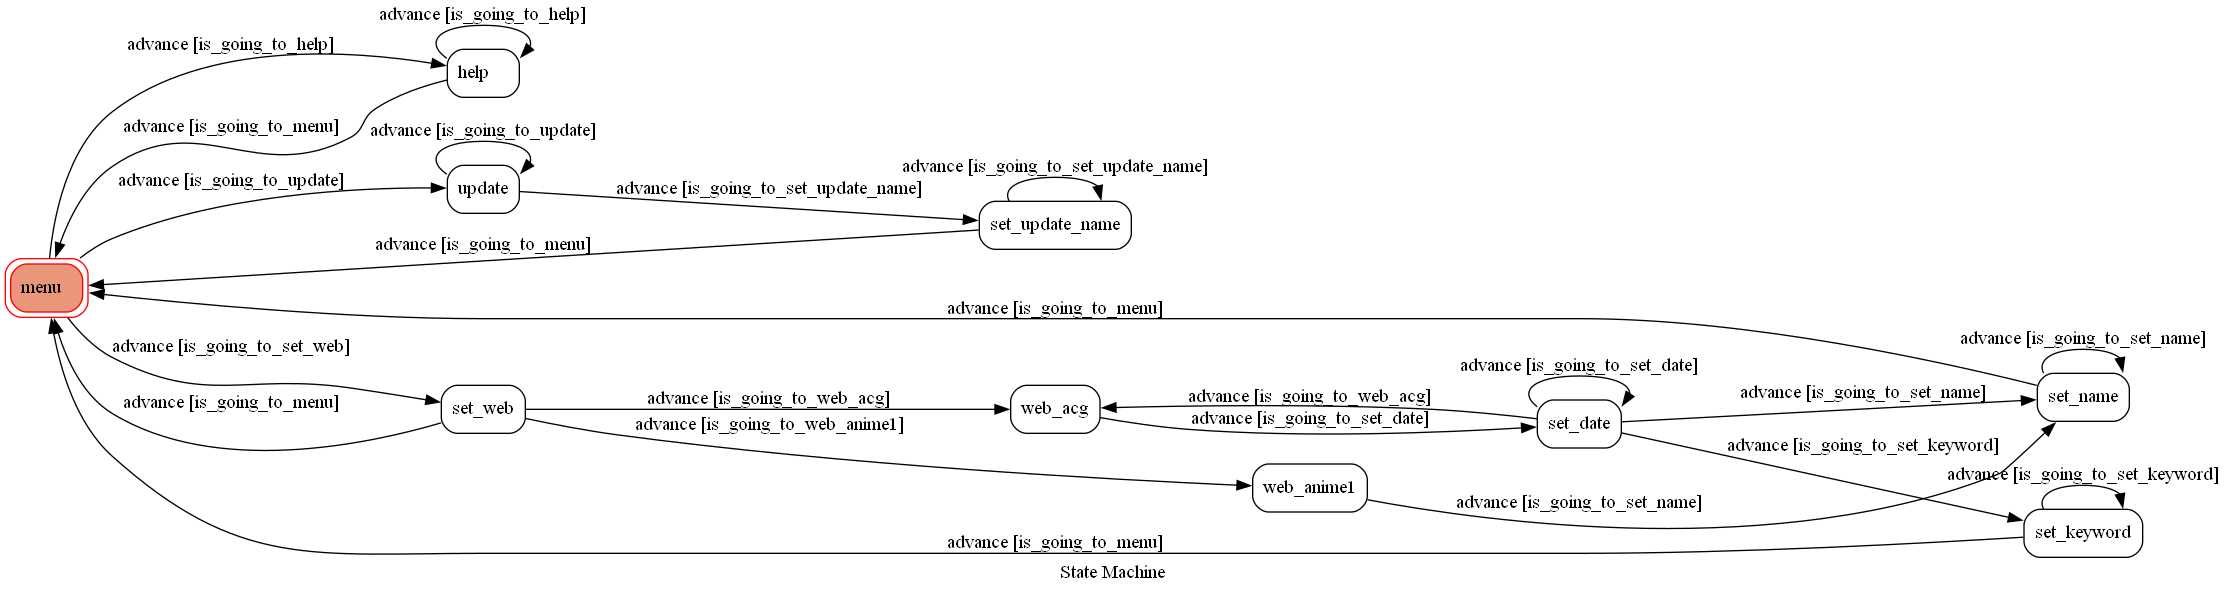 advance [is_going_to_help]
advance [is_going_to_help]
help
advance [is_going_to_menu]
advance [is_going_to_update]
advance [is_going_to_update]
update
advance [is_going_to_set_update_name]
advance [is_going_to_set_update_name]
set_update_name
advance [is_going_to_menu]
menu
advance [is_going_to_menu]
advance [is_going_to_set_web]
advance [is_going_to_set_name]
advance [is_going_to_set_date]
advance [is_going_to_menu]
set_web
advance [is_going_to_web_acg]
web_acg
advance [is_going_to_web_acg]
advance [is_going_to_set_date]
set_date
advance [is_going_to_set_name]
set_name
advance [is_going_to_web_anime1]
advance [is_going_to_set_keyword]
advance [is_going_to_set_keyword]
web_anime1
advance [is_going_to_set_name]
set_keyword
advance [is_going_to_menu]
State Machine